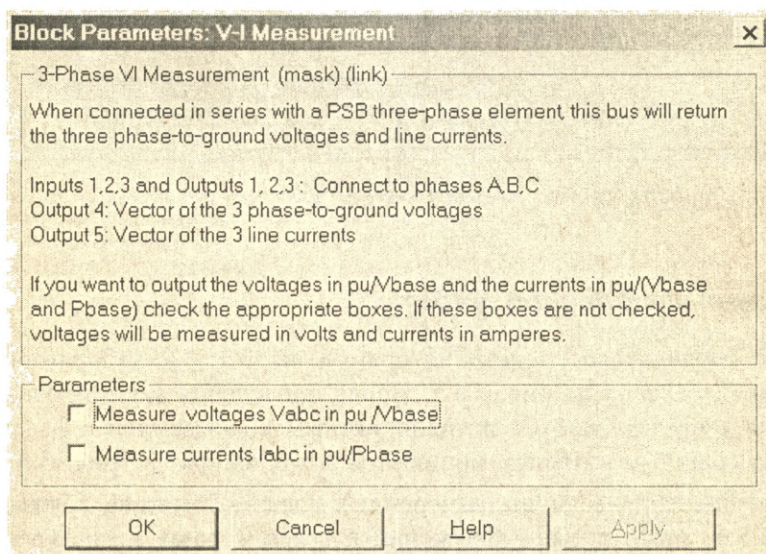 Block Parameters: V-I Measurement
3-Phase VI Measurement (mask) (link)
When connected in series with a PSB three-phase element, this bus will return
the three phase-to-ground voltages and line currents.
Inputs 1,2,3 and Outputs 1, 2,3 : Connect to phases A,B,C
Output 4: Vector of the 3 phase-to-ground voltages
Output 5: Vector of the 3 line currents
If you want to output the voltages in pu/Vbase and the currents in pu/(Vbase
and Pbase) check the appropriate boxes. If these boxes are not checked,
voltages will be measured in volts and currents in amperes.
Parameters
Measure voltages Vabc in pu /Vbase
Measure currents Iabc in pu/Pbase
OK Cancel Help Apply